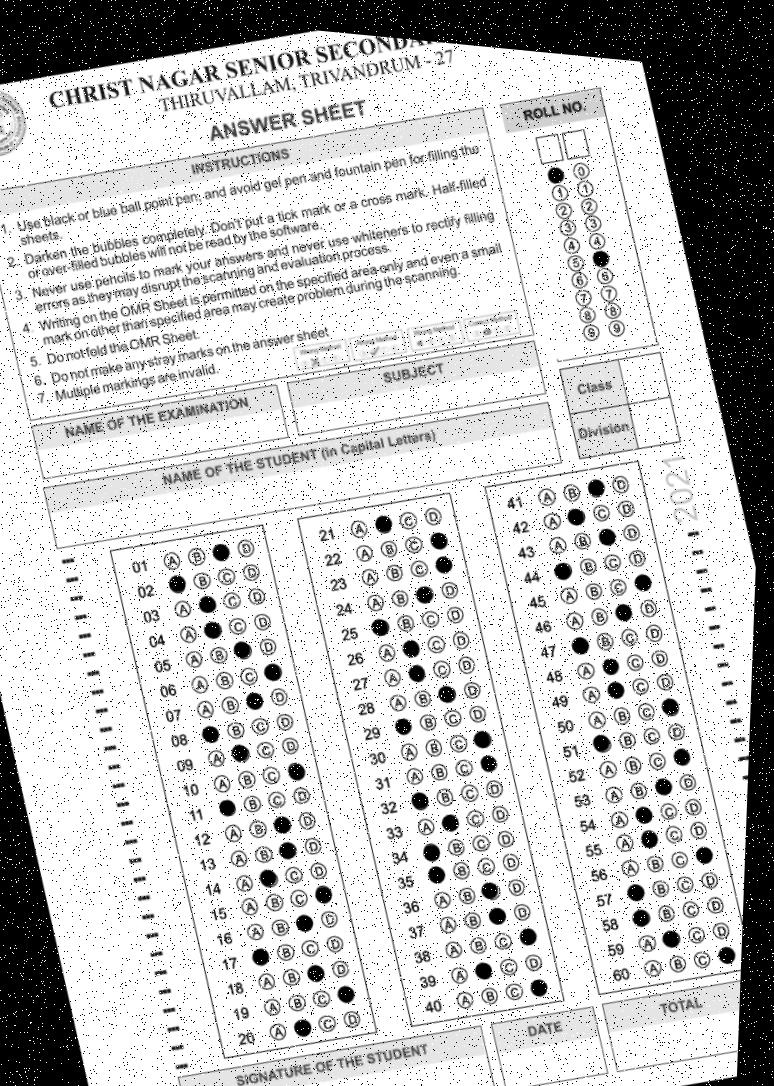 CHRIST NAGAR SENIOR
THIRUVALLAM, TRIVANDRUM - 27
ANSWER SHEET
INSTRUCTIONS
1. Use black or blue ball point pen, and avoid gel pen and fountain pen for filling the
sheets.
2. Darken the bubbles completely. Don't put a tick mark or a cross mark. Half-filled
or over-filled bubbles will not be read by the software.
3. Never use pencils to mark your answers and never use whiteners to rectify filling
errors as they may disrupt the scanning and evaluation process.
4. Writing on the OMR Sheet is permitted on the specified area only and even a small
mark on other than specified area may create problem during the scanning.
5. Do not fold the OMR Sheet.
6. Do not make any stray marks on the answer sheet
7. Multiple markings are invalid.
ROLL NO.
0
1 1
2 2
3 3
4 4
5
6 6
7 7
8 8
9 9
NAME OF THE EXAMINATION
SUBJECT
Class
Division
NAME OF THE STUDENT (in Capital Letters)
2021
01 A B D
02 B C D
03 A C D
04 A C D
05 A B D
06 A B C
07 A B D
08 B C D
09 A C D
10 A B C
11 B C D
12 A B D
13 A B D
14 A C D
15 A B C
16 A B D
17 B C D
18 A B D
19 A B C
20 A C D
21 A C D
22 A B C
23 A B C
24 A B D
25 B C D
26 A C D
27 A C D
28 A B D
29 B C D
30 A B C
31 A B C
32 B C D
33 A C D
34 B C D
35 B C D
36 A B D
37 A B D
38 A B C
39 A C D
40 A B C
41 A B D
42 A C D
43 A B D
44 B C D
45 A B C
46 A B D
47 B C D
48 A C D
49 A C D
50 A B C
51 B C D
52 A B C
53 A B D
54 A C D
55 A C D
56 A B C
57 B C D
58 B C D
59 A C D
60 A B C
SIGNATURE OF THE STUDENT
DATE
TOTAL